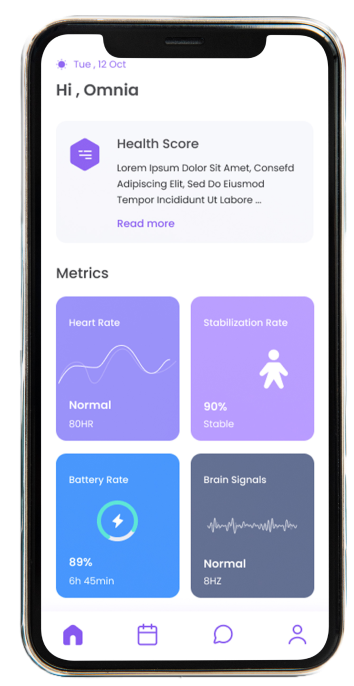 Tue , 12 Oct
Hi , Omnia
Health Score
Lorem Ipsum Dolor Sit Amet, Consefd
Adipiscing Elit, Sed Do Eiusmod
Tempor Incididunt Ut Labore ...
Read more
Metrics
Heart Rate
Normal
80HR
Stabilization Rate
90%
Stable
Battery Rate
89%
6h 45min
Brain Signals
Normal
8HZ